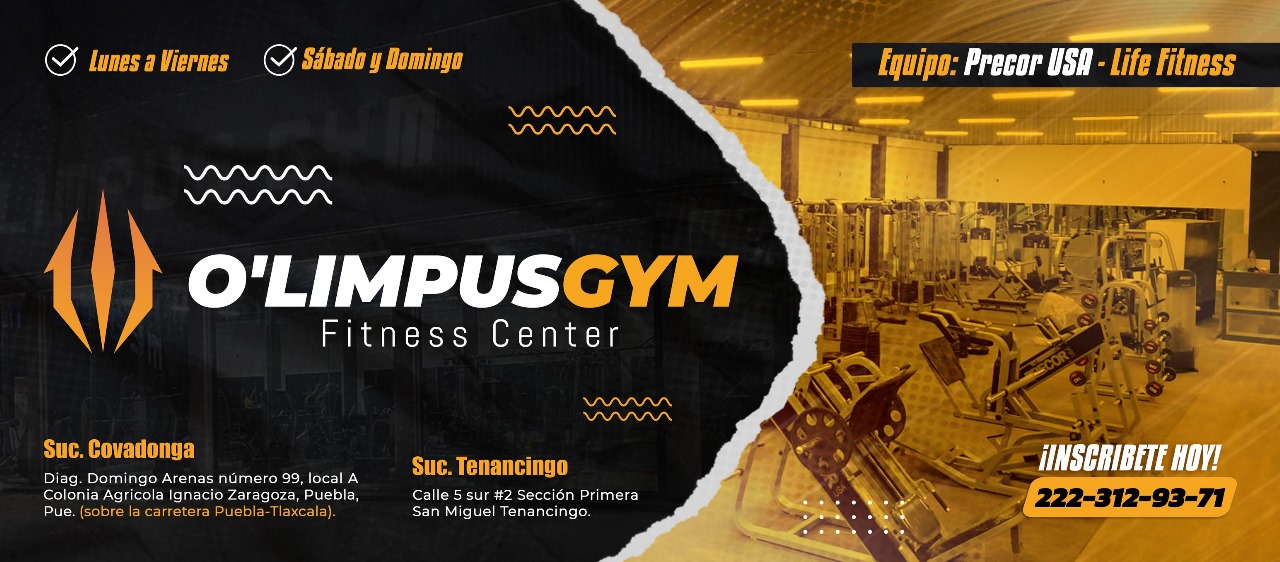 Lunes a Viernes
Sábado y Domingo
Equipo: Precor USA - Life Fitness
O'LIMPUSGYM
Fitness Center
Suc. Covadonga
Diag. Domingo Arenas número 99, local A
Colonia Agricola Ignacio Zaragoza, Puebla,
Pue. (sobre la carretera Puebla-Tlaxcala).
Suc. Tenancingo
Calle 5 sur #2 Sección Primera
San Miguel Tenancingo.
¡INSCRIBETE HOY!
222-312-93-71